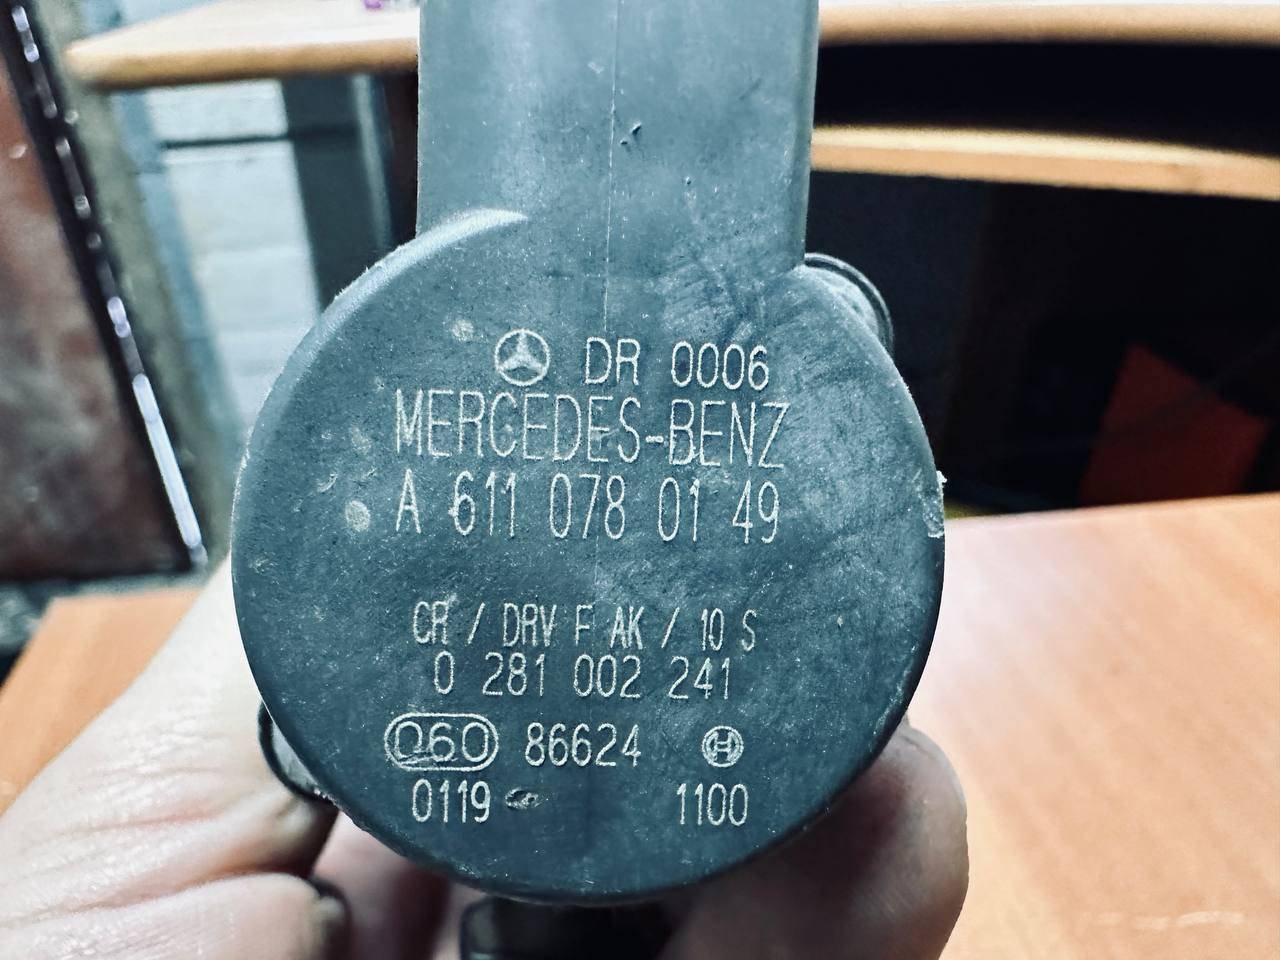 DR 0006
MERCEDES-BENZ
A 611 078 01 49
CR / DRV F AK / 10 S
0 281 002 241
060 86624
0119 1100